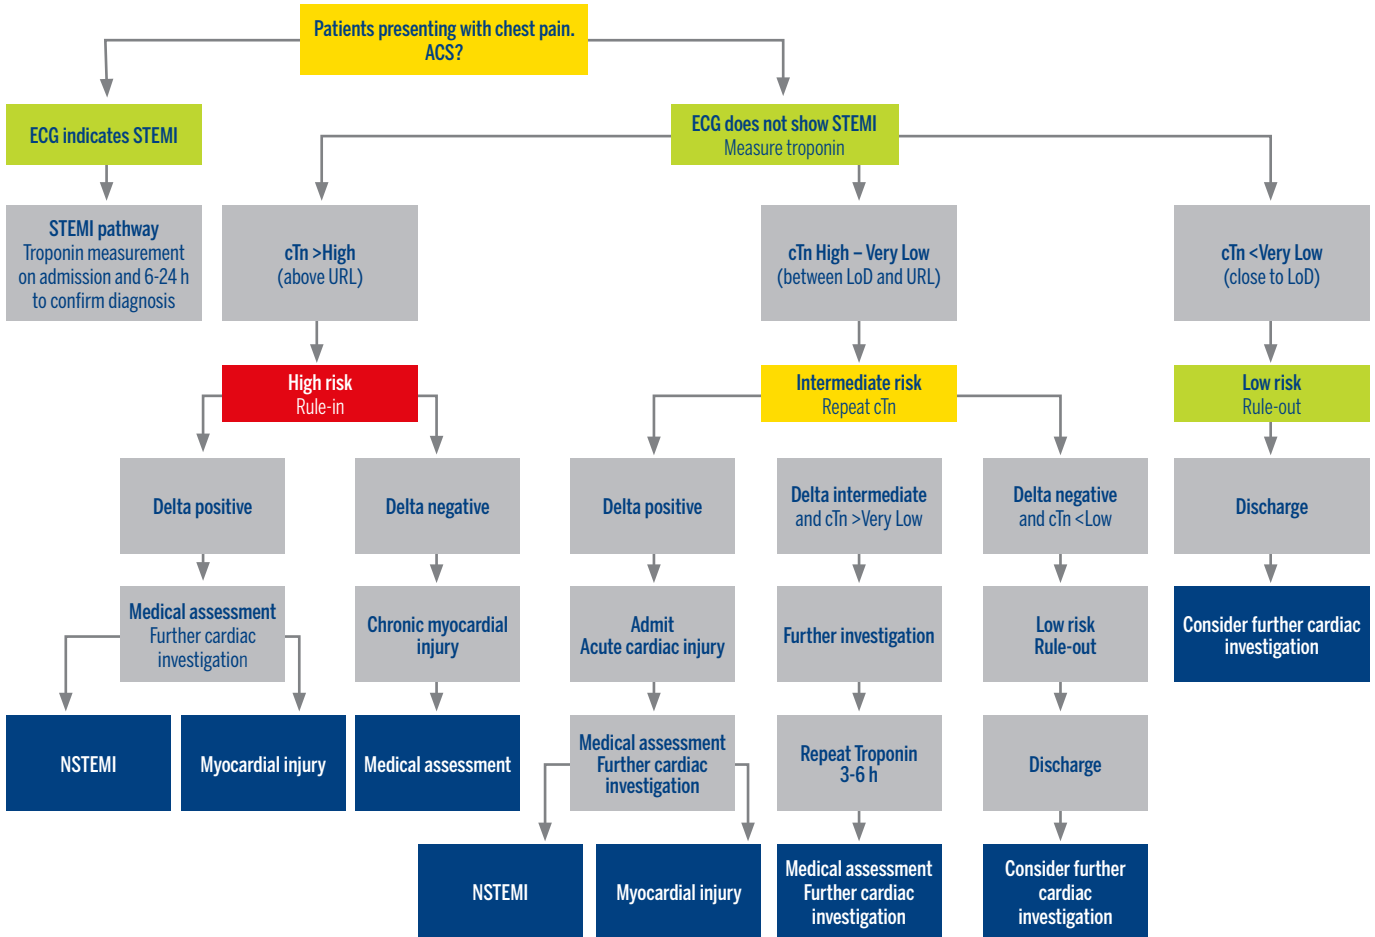 Patients presenting with chest pain.
ACS?
ECG indicates STEMI
ECG does not show STEMI
Measure troponin
STEMI pathway
Troponin measurement
on admission and 6-24 h
to confirm diagnosis
cTn >High
(above URL)
cTn High – Very Low
(between LoD and URL)
cTn <Very Low
(close to LoD)
High risk
Rule-in
Intermediate risk
Repeat cTn
Low risk
Rule-out
Delta positive
Delta negative
Delta positive
Delta intermediate
and cTn >Very Low
Delta negative
and cTn <Low
Discharge
Medical assessment
Further cardiac
investigation
Chronic myocardial
injury
Admit
Acute cardiac injury
Further investigation
Low risk
Rule-out
Consider further cardiac
investigation
NSTEMI
Myocardial injury
Medical assessment
Medical assessment
Further cardiac
investigation
Repeat Troponin
3-6 h
Discharge
NSTEMI
Myocardial injury
Medical assessment
Further cardiac
investigation
Consider further
cardiac
investigation